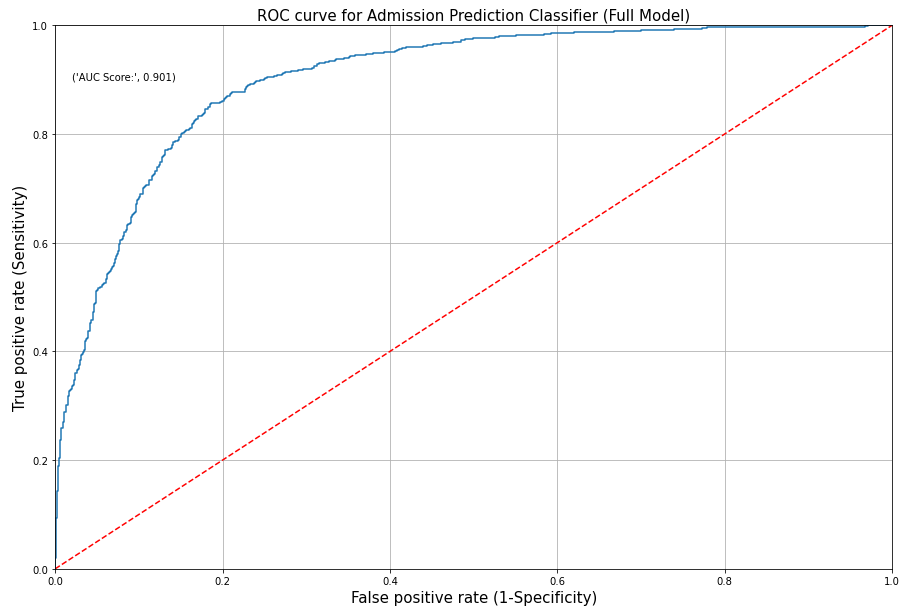 ROC curve for Admission Prediction Classifier (Full Model)
('AUC Score:', 0.901)
True positive rate (Sensitivity)
1.0
0.8
0.6
0.4
0.2
0.0
0.0 0.2 0.4 0.6 0.8 1.0
False positive rate (1-Specificity)